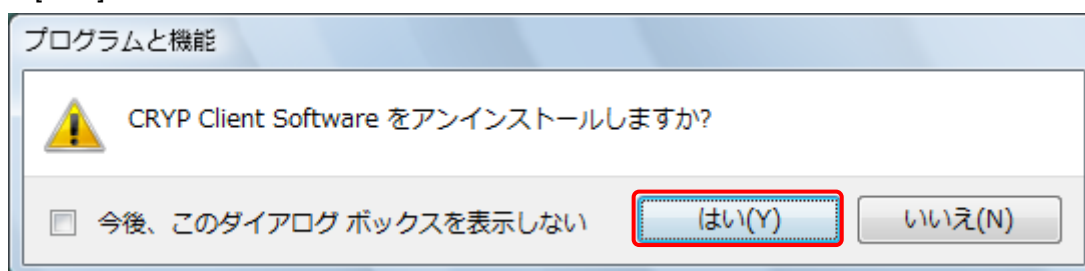 プログラムと機能
CRYP Client Software をアンインストールしますか?
今後、このダイアログ ボックスを表示しない
はい(Y)
いいえ(N)